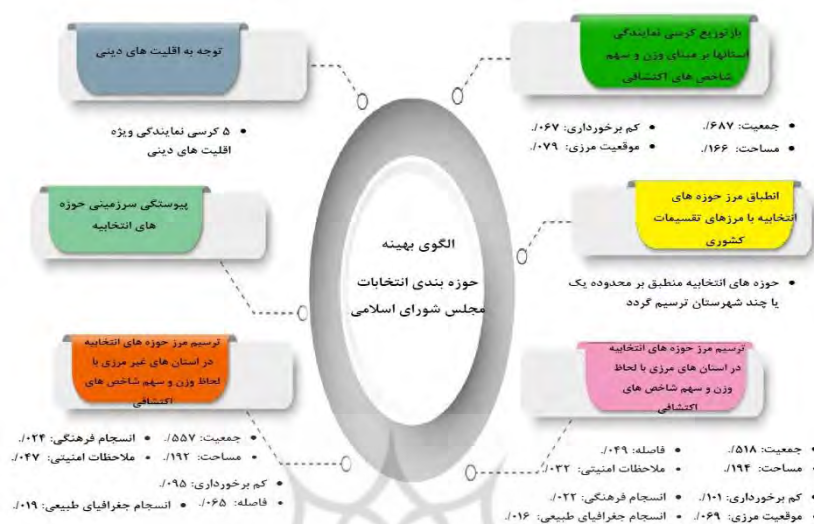 باز توزیع کرسی نمایندگی
استانها بر مبنای وزن و سهم
شاخص های اکتشافی
• جمعیت: ۶۸۷/. • کم برخورداری: ۰۶۷/.
• مساحت: ۱۶۶/. • موقعیت مرزی: ۰۷۹/.
توجه به اقلیت های دینی
• ۵ کرسی نمایندگی ویژه
اقلیت های دینی
انطباق مرز حوزه های
انتخابیه با مرزهای تقسیمات
کشوری
• حوزه های انتخابیه منطبق بر محدوده یک
یا چند شهرستان ترسیم گردد
پیوستگی سرزمینی حوزه
های انتخابیه
الگوی بهینه
حوزه بندی انتخابات
مجلس شورای اسلامی
ترسیم مرز حوزه های انتخابیه
در استان های مرزی با لحاظ
وزن و سهم شاخص های
اکتشافی
• جمعیت: ۵۱۸/. • فاصله: ۰۴۹/.
• مساحت: ۱۹۴/. • ملاحظات امنیتی: ۰۳۲/.
• کم برخورداری: ۱۰۱/. • انسجام فرهنگی: ۰۲۲/.
• موقعیت مرزی: ۰۶۹/. • انسجام جغرافیای طبیعی: ۰۱۶/.
ترسیم مرز حوزه های انتخابیه
در استان های غیر مرزی با
لحاظ وزن و سهم شاخص های
اکتشافی
• جمعیت: ۵۵۷/. • انسجام فرهنگی: ۰۲۴/.
• مساحت: ۱۹۲/. • ملاحظات امنیتی: ۰۴۷/.
• کم برخورداری: ۰۹۵/.
• فاصله: ۰۶۵/. • انسجام جغرافیای طبیعی: ۰۱۹/.